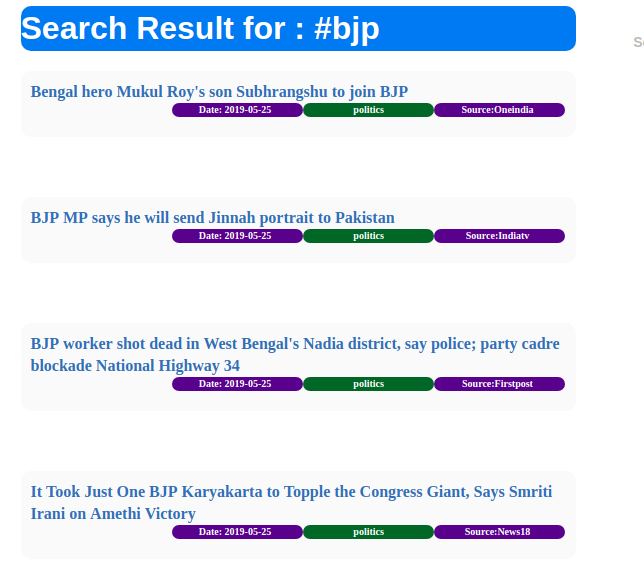 Search Result for : #bjp
Bengal hero Mukul Roy's son Subhrangshu to join BJP
Date: 2019-05-25 politics Source:Oneindia
BJP MP says he will send Jinnah portrait to Pakistan
Date: 2019-05-25 politics Source:Indiatv
BJP worker shot dead in West Bengal's Nadia district, say police; party cadre
blockade National Highway 34
Date: 2019-05-25 politics Source:Firstpost
It Took Just One BJP Karyakarta to Topple the Congress Giant, Says Smriti
Irani on Amethi Victory
Date: 2019-05-25 politics Source:News18